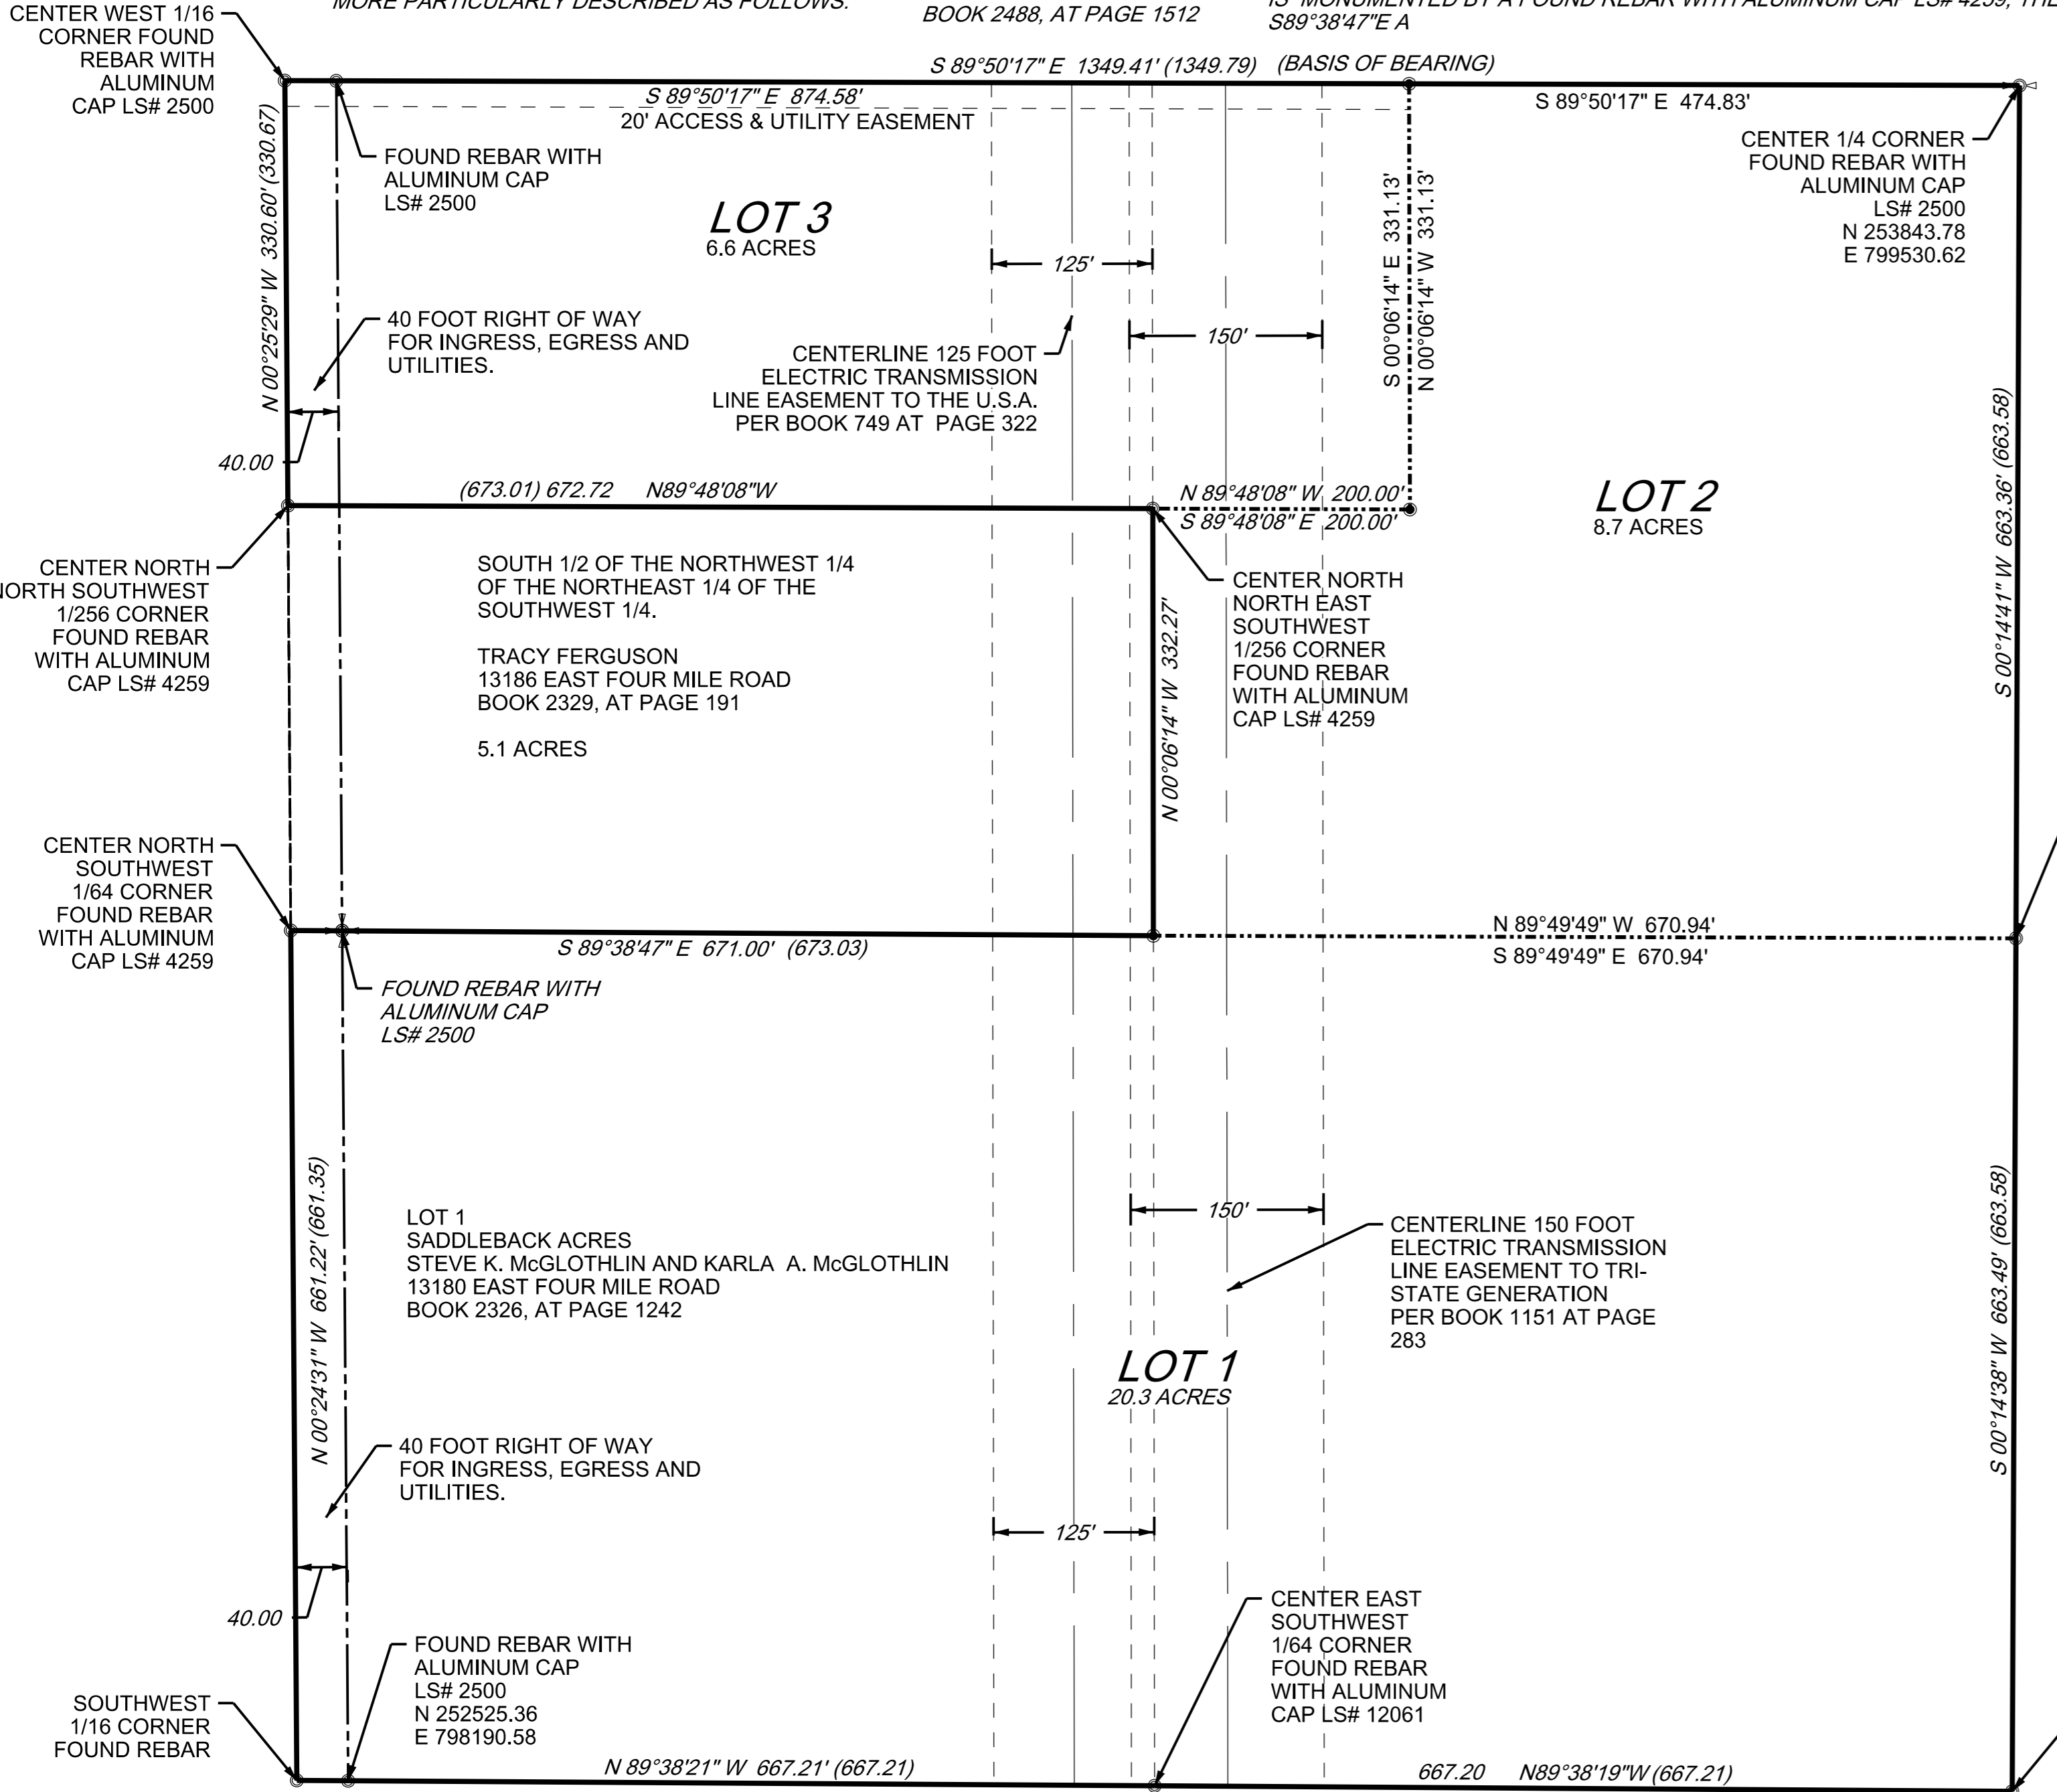 MORE PARTICULARLY DESCRIBED AS FOLLOWS:
BOOK 2488, AT PAGE 1512
IS MONUMENTED BY A FOUND REBAR WITH ALUMINUM CAP LS# 4259; THE
S89°38'47"E A
CENTER WEST 1/16
CORNER FOUND
REBAR WITH
ALUMINUM
CAP LS# 2500
S 89°50'17" E 1349.41' (1349.79) (BASIS OF BEARING)
S 89°50'17" E 874.58'
20' ACCESS & UTILITY EASEMENT
S 89°50'17" E 474.83'
FOUND REBAR WITH
ALUMINUM CAP
LS# 2500
CENTER 1/4 CORNER
FOUND REBAR WITH
ALUMINUM CAP
LS# 2500
N 253843.78
E 799530.62
N 00°25'29" W 330.60' (330.67)
LOT 3
6.6 ACRES
125'
150'
S 00°06'14" E 331.13'
N 00°06'14" W 331.13'
40 FOOT RIGHT OF WAY
FOR INGRESS, EGRESS AND
UTILITIES.
CENTERLINE 125 FOOT
ELECTRIC TRANSMISSION
LINE EASEMENT TO THE U.S.A.
PER BOOK 749 AT PAGE 322
40.00
(673.01) 672.72 N89°48'08"W
N 89°48'08" W 200.00'
S 89°48'08" E 200.00'
LOT 2
8.7 ACRES
S 00°14'41" W 663.36' (663.58)
CENTER NORTH
NORTH SOUTHWEST
1/256 CORNER
FOUND REBAR
WITH ALUMINUM
CAP LS# 4259
SOUTH 1/2 OF THE NORTHWEST 1/4
OF THE NORTHEAST 1/4 OF THE
SOUTHWEST 1/4.
TRACY FERGUSON
13186 EAST FOUR MILE ROAD
BOOK 2329, AT PAGE 191
5.1 ACRES
N 00°06'14" W 332.27'
CENTER NORTH
NORTH EAST
SOUTHWEST
1/256 CORNER
FOUND REBAR
WITH ALUMINUM
CAP LS# 4259
CENTER NORTH
SOUTHWEST
1/64 CORNER
FOUND REBAR
WITH ALUMINUM
CAP LS# 4259
S 89°38'47" E 671.00' (673.03)
N 89°49'49" W 670.94'
S 89°49'49" E 670.94'
FOUND REBAR WITH
ALUMINUM CAP
LS# 2500
N 00°24'31" W 661.22' (661.35)
LOT 1
SADDLEBACK ACRES
STEVE K. McGLOTHLIN AND KARLA A. McGLOTHLIN
13180 EAST FOUR MILE ROAD
BOOK 2326, AT PAGE 1242
150'
CENTERLINE 150 FOOT
ELECTRIC TRANSMISSION
LINE EASEMENT TO TRI-
STATE GENERATION
PER BOOK 1151 AT PAGE
283
S 00°14'38" W 663.49' (663.58)
LOT 1
20.3 ACRES
40 FOOT RIGHT OF WAY
FOR INGRESS, EGRESS AND
UTILITIES.
125'
40.00
SOUTHWEST
1/16 CORNER
FOUND REBAR
FOUND REBAR WITH
ALUMINUM CAP
LS# 2500
N 252525.36
E 798190.58
CENTER EAST
SOUTHWEST
1/64 CORNER
FOUND REBAR
WITH ALUMINUM
CAP LS# 12061
N 89°38'21" W 667.21' (667.21)
667.20 N89°38'19"W (667.21)